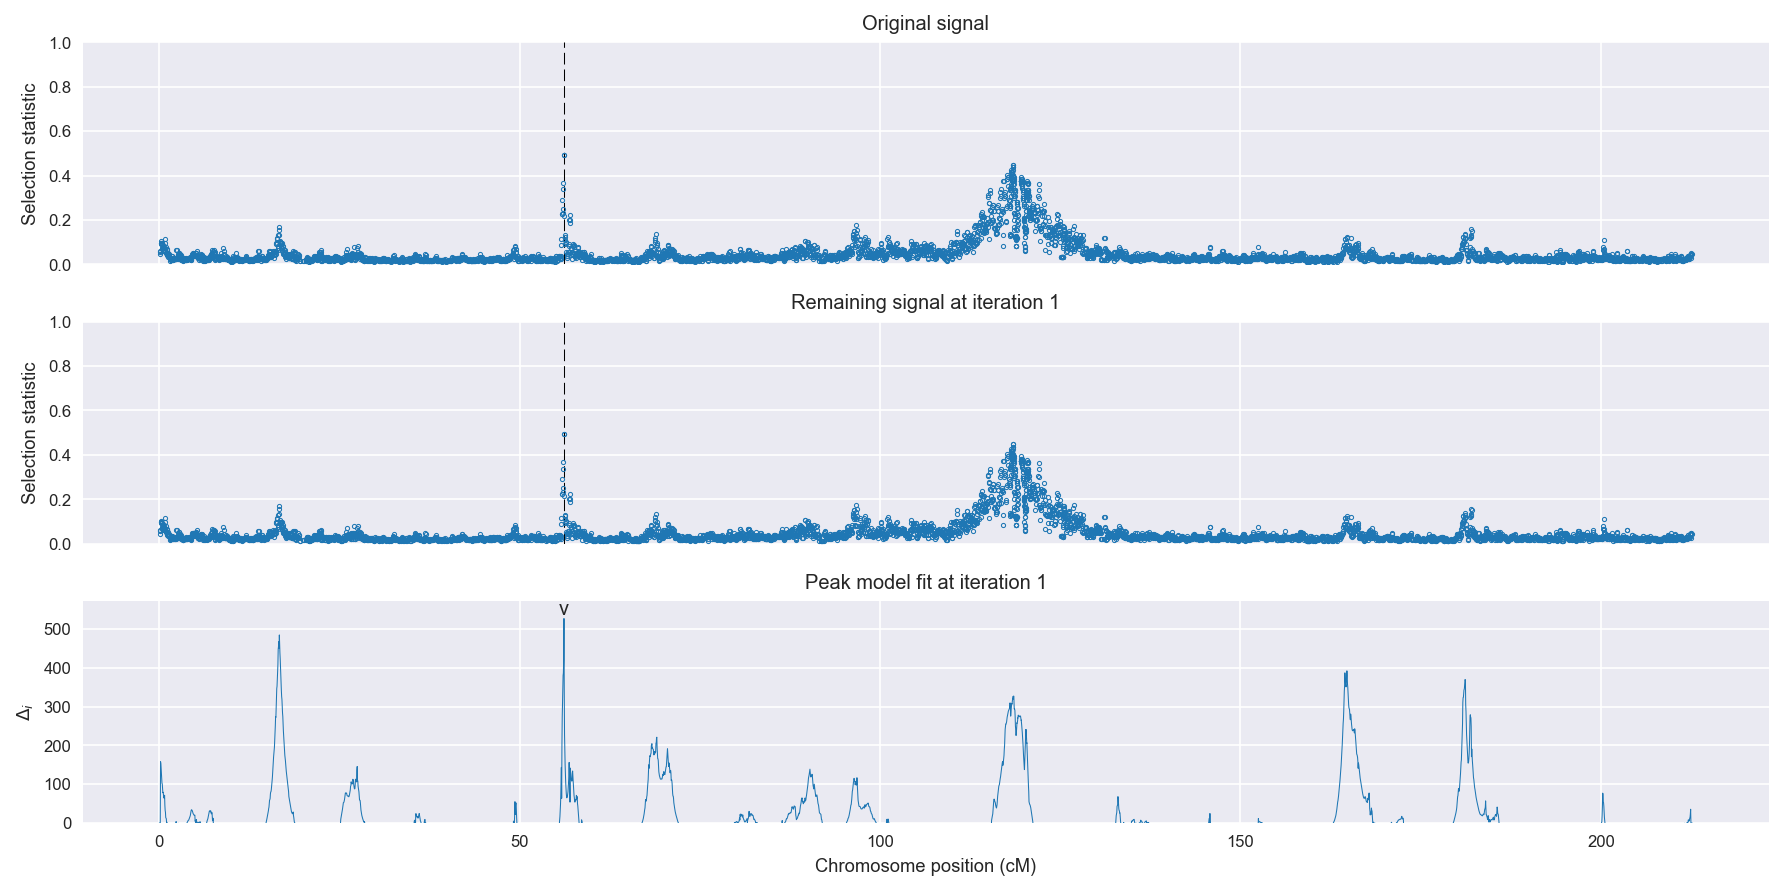 Original signal
1.0
0.8
0.6
0.4
0.2
0.0
Selection statistic
Remaining signal at iteration 1
1.0
0.8
0.6
0.4
0.2
0.0
Selection statistic
Peak model fit at iteration 1
v
500
400
300
200
100
0
Δi
0 50 100 150 200
Chromosome position (cM)